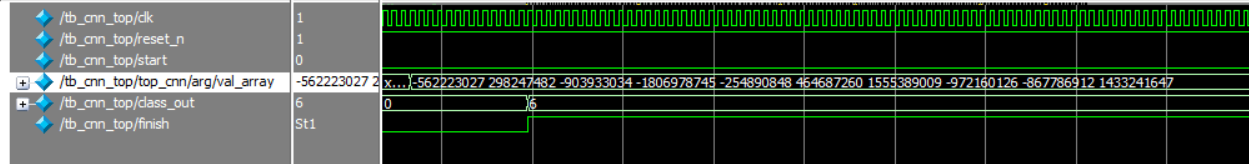 /tb_cnn_top/clk 1
/tb_cnn_top/reset_n 1
/tb_cnn_top/start 0
/tb_cnn_top/top_cnn/arg/val_array -562223027 2 x... -562223027 298247482 -903933034 -1806978745 -254890848 464687260 1555389009 -972160126 -867786912 1433241647
/tb_cnn_top/class_out 6 0 6
/tb_cnn_top/finish St1